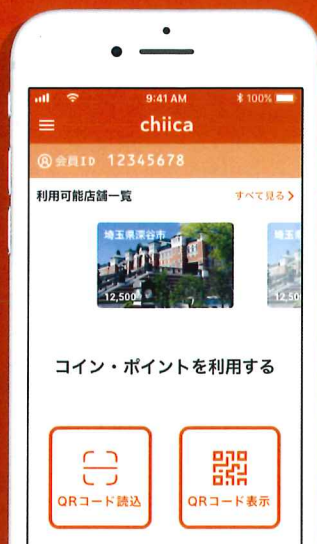 9:41 AM
100%
chiica
会員ID 12345678
利用可能店舗一覧
すべて見る
埼玉県深谷市
12,500
埼玉
12,50
コイン・ポイントを利用する
QRコード読込
QRコード表示